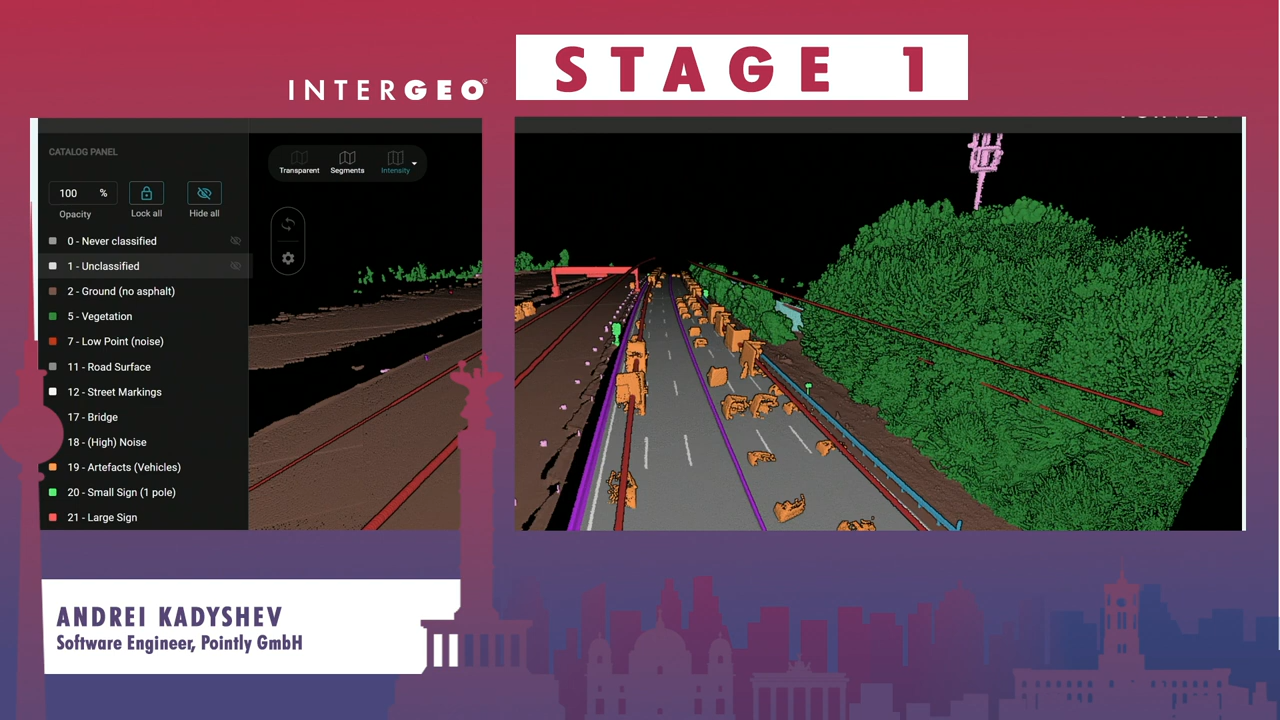 INTERGEO®
STAGE 1
CATALOG PANEL
100 %
Opacity
Lock all
Hide all
0 - Never classified
1 - Unclassified
2 - Ground (no asphalt)
5 - Vegetation
7 - Low Point (noise)
11 - Road Surface
12 - Street Markings
17 - Bridge
18 - (High) Noise
19 - Artefacts (Vehicles)
20 - Small Sign (1 pole)
21 - Large Sign
Transparent
Segments
Intensity
ANDREI KADYSHEV
Software Engineer, Pointly GmbH